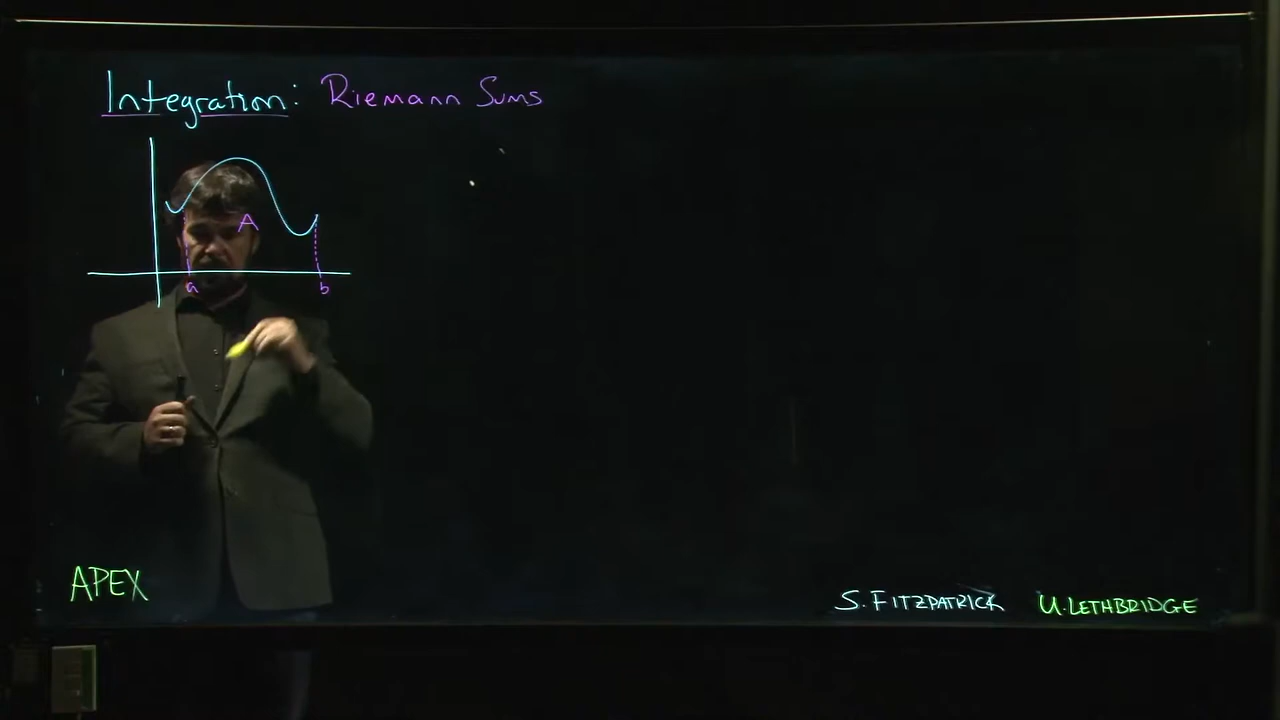 Integration: Riemann Sums
A
a b
APEX
S. FITZPATRICK U. LETHBRIDGE